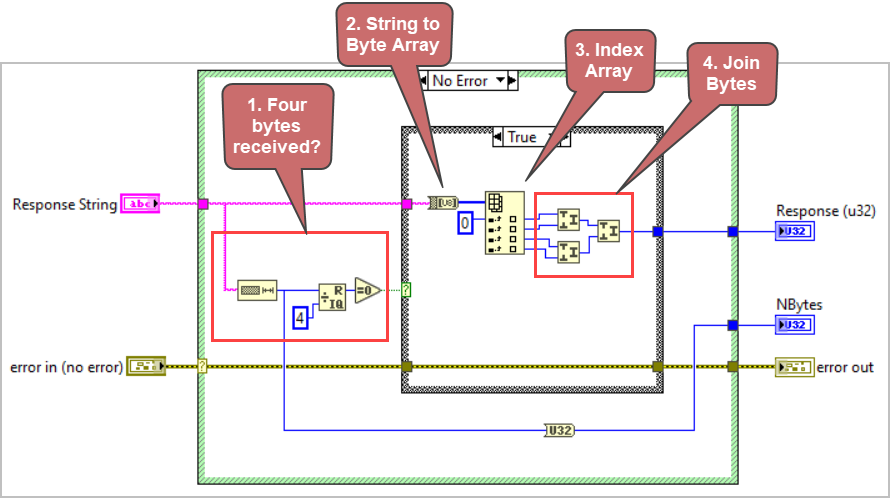 2. String to
Byte Array
3. Index
Array
4. Join
Bytes
No Error
1. Four
bytes
received?
True
Response String
abc
[U8]
0
Response (u32)
U32
R
IQ
=0
?
4
NBytes
U32
error in (no error)
?
error out
U32